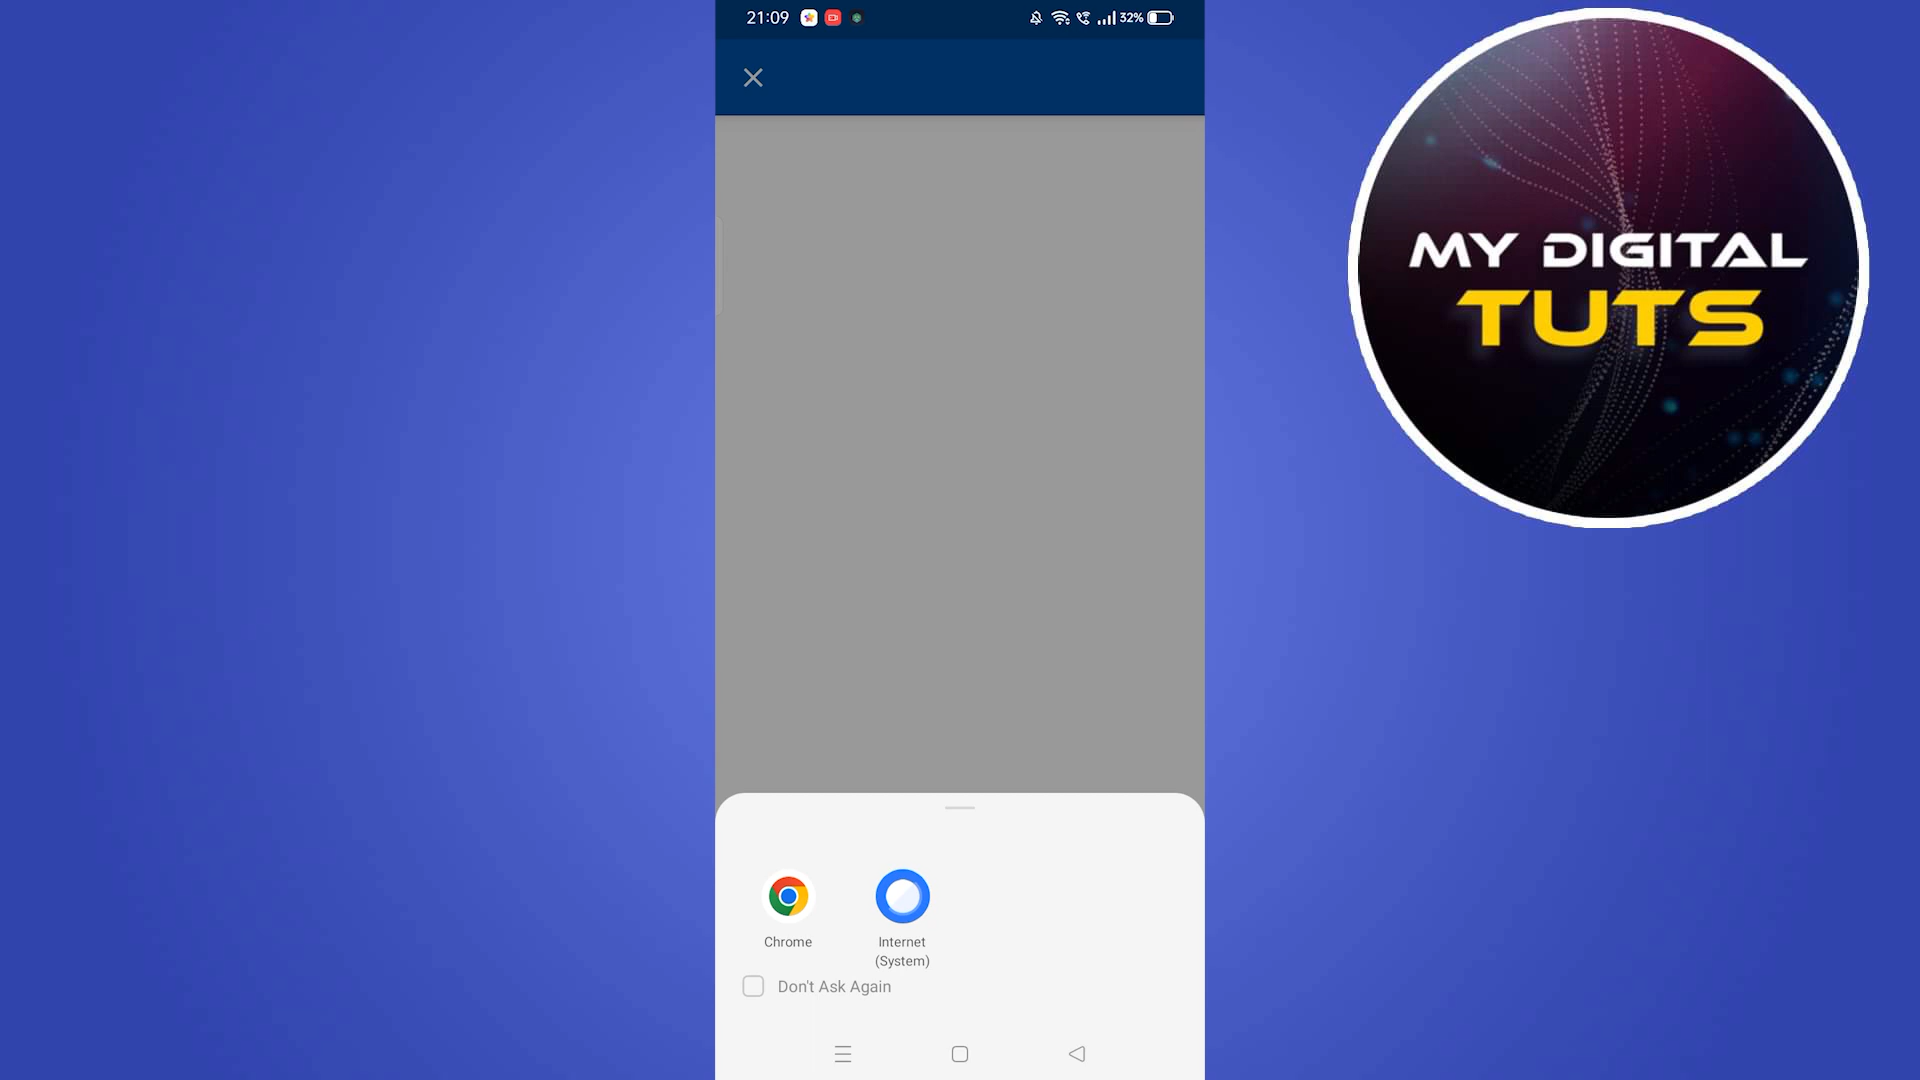 21:09
32%
MY DIGITAL
TUTS
Chrome
Internet
(System)
Don't Ask Again